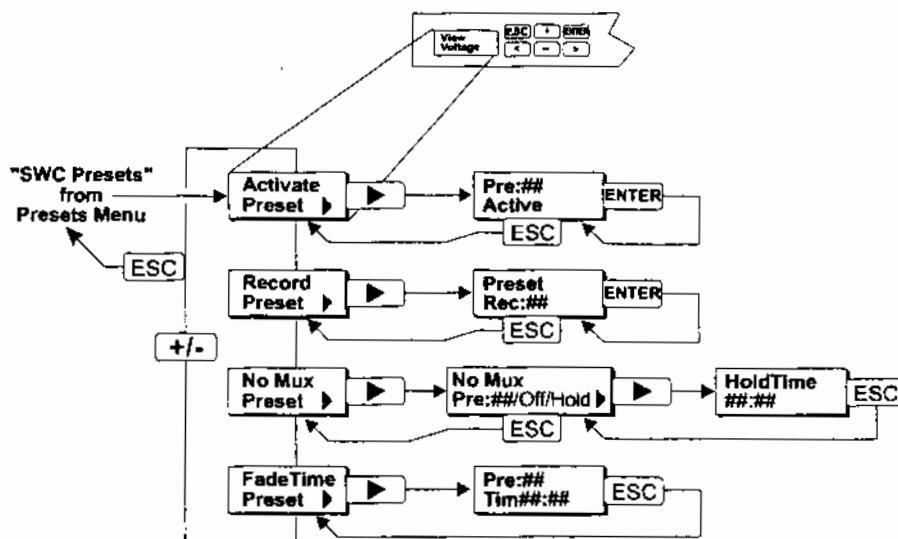 View
Voltage
ESC + ENTER
< - >
"SWC Presets"
from
Presets Menu
ESC
+/-
Activate
Preset
Pre:##
Active
ENTER
ESC
Record
Preset
Preset
Rec:##
ENTER
ESC
No Mux
Preset
No Mux
Pre:##/Off/Hold
ESC
HoldTime
##:##
ESC
FadeTime
Preset
Pre:##
Tim##:##
ESC